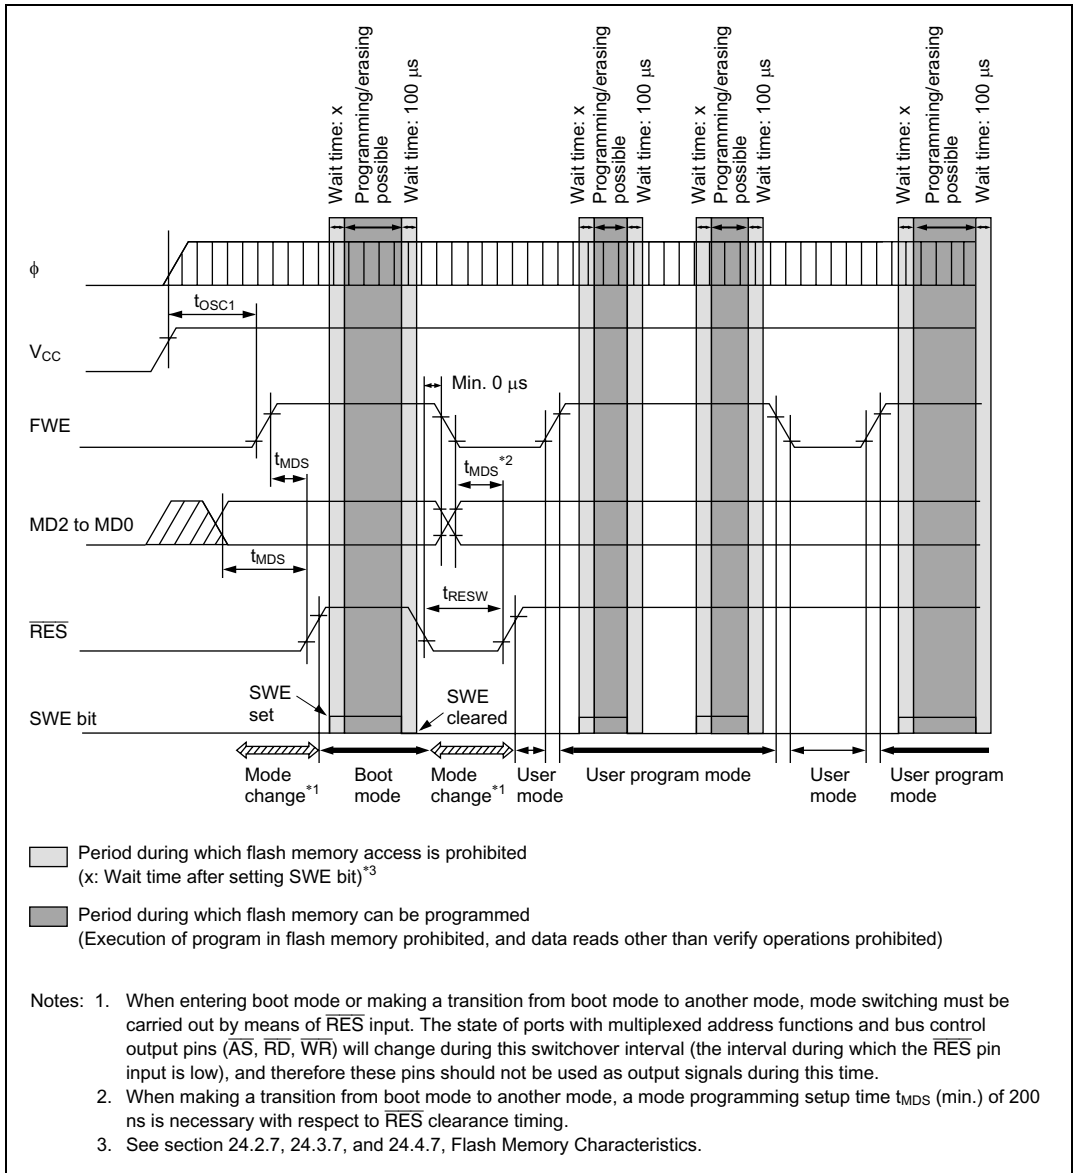 Wait time: x
Programming/erasing
possible
Wait time: 100 μs
Wait time: x
Programming/erasing
possible
Wait time: 100 μs
Wait time: x
Programming/erasing
possible
Wait time: 100 μs
Wait time: x
Programming/erasing
possible
Wait time: 100 μs
ϕ
tOSC1
VCC
Min. 0 μs
FWE
tMDS
tMDS*2
MD2 to MD0
tMDS
tRESW
RES
SWE
set
SWE
cleared
SWE bit
Mode
change*1
Boot
mode
Mode
change*1
User
mode
User program mode
User
mode
User program
mode
Period during which flash memory access is prohibited
(x: Wait time after setting SWE bit)*3
Period during which flash memory can be programmed
(Execution of program in flash memory prohibited, and data reads other than verify operations prohibited)
Notes: 1. When entering boot mode or making a transition from boot mode to another mode, mode switching must be
carried out by means of RES input. The state of ports with multiplexed address functions and bus control
output pins (AS, RD, WR) will change during this switchover interval (the interval during which the RES pin
input is low), and therefore these pins should not be used as output signals during this time.
2. When making a transition from boot mode to another mode, a mode programming setup time tMDS (min.) of 200
ns is necessary with respect to RES clearance timing.
3. See section 24.2.7, 24.3.7, and 24.4.7, Flash Memory Characteristics.